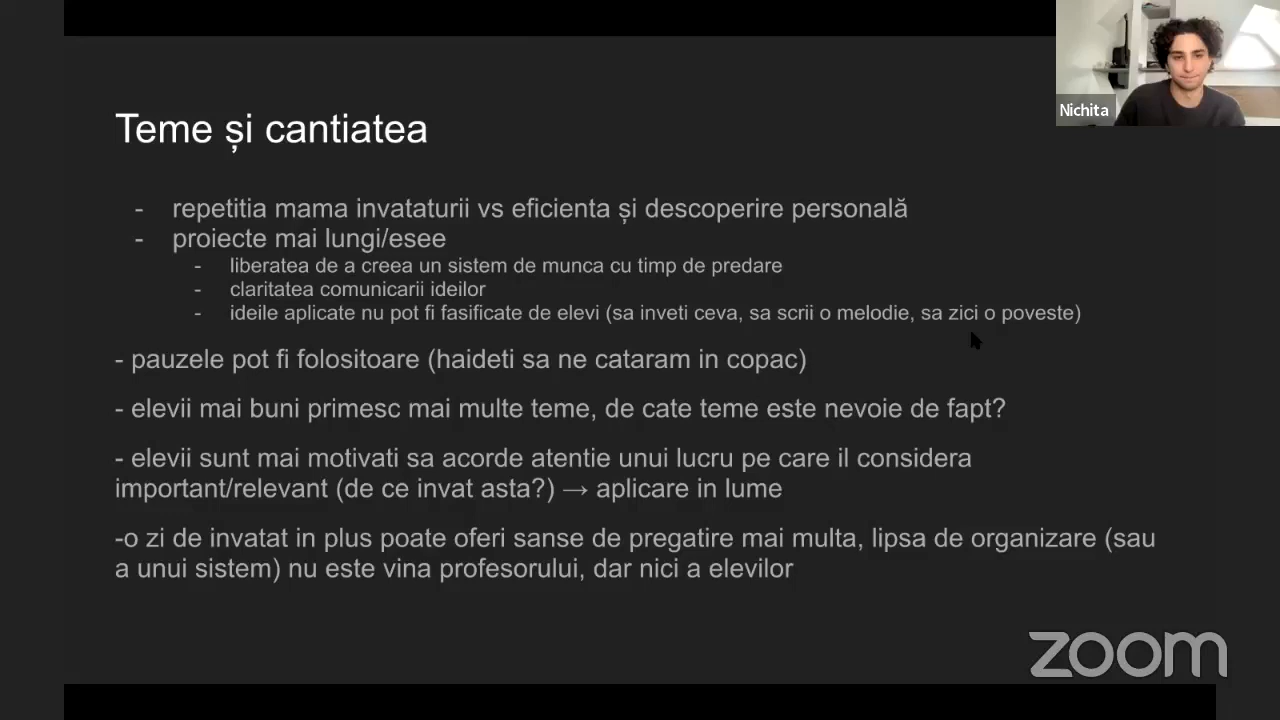 Teme și cantiatea
Nichita
- repetitia mama invataturii vs eficienta și descoperire personală
- proiecte mai lungi/esee
- liberatea de a creea un sistem de munca cu timp de predare
- claritatea comunicarii ideilor
- ideile aplicate nu pot fi fasificate de elevi (sa inveti ceva, sa scrii o melodie, sa zici o poveste)
- pauzele pot fi folositoare (haideti sa ne cataram in copac)
- elevii mai buni primesc mai multe teme, de cate teme este nevoie de fapt?
- elevii sunt mai motivati sa acorde atentie unui lucru pe care il considera
important/relevant (de ce invat asta?) → aplicare in lume
-o zi de invatat in plus poate oferi sanse de pregatire mai multa, lipsa de organizare (sau
a unui sistem) nu este vina profesorului, dar nici a elevilor
zoom